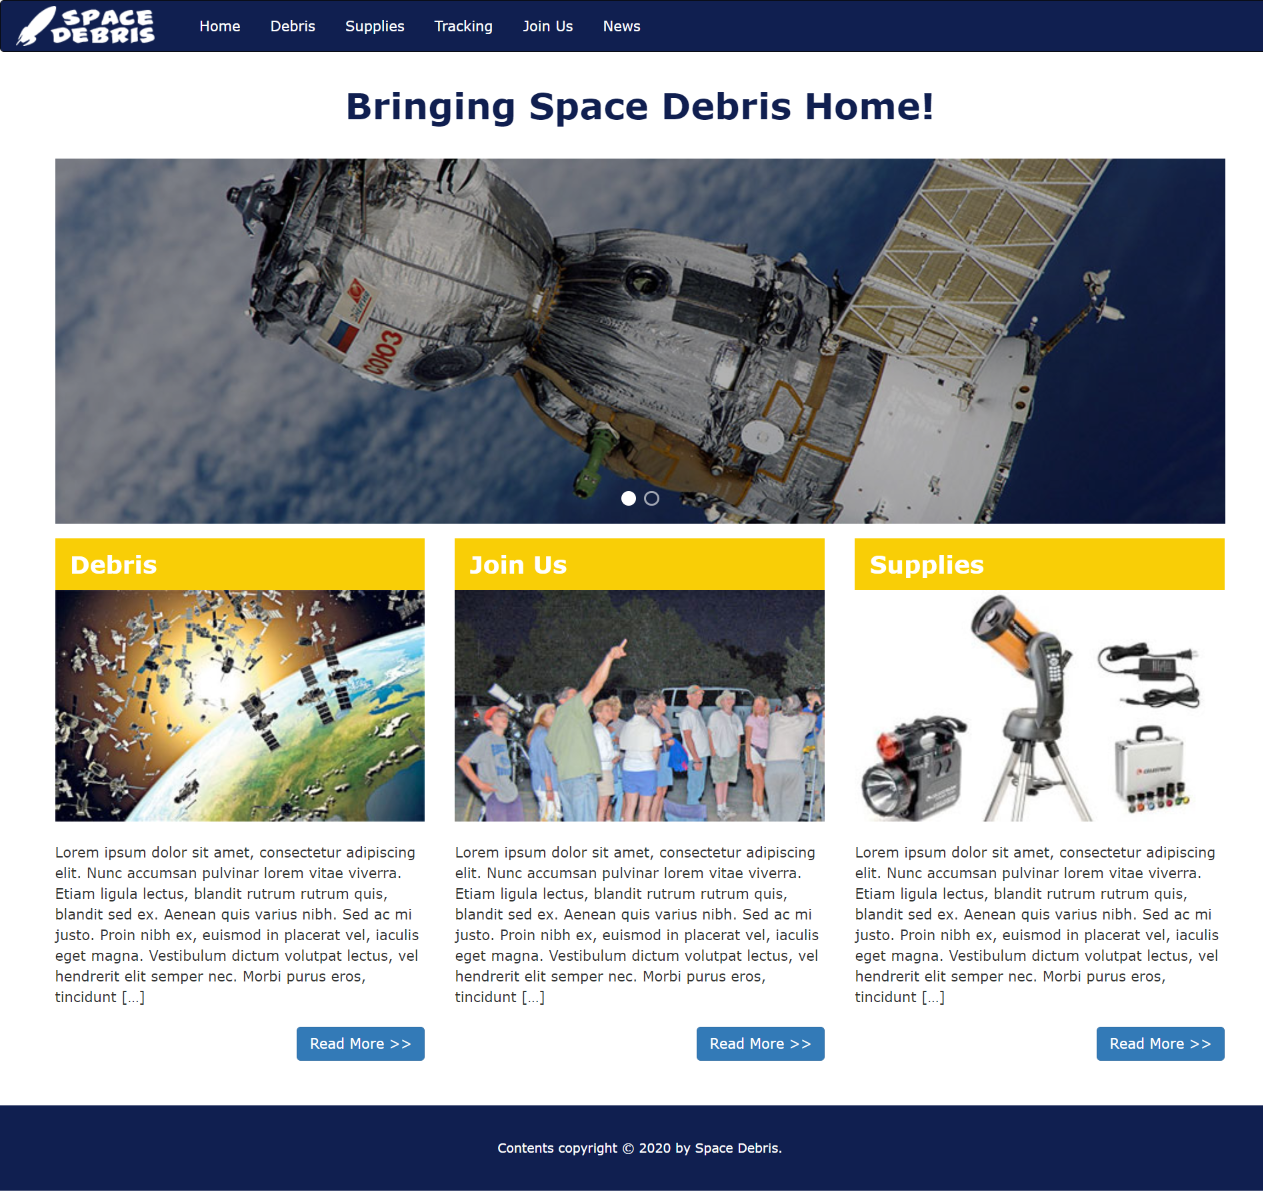 SPACE
DEBRIS
Home Debris Supplies Tracking Join Us News
Bringing Space Debris Home!
СОЮЗ
Debris
Join Us
Supplies
CELESTRON
Lorem ipsum dolor sit amet, consectetur adipiscing
elit. Nunc accumsan pulvinar lorem vitae viverra.
Etiam ligula lectus, blandit rutrum rutrum quis,
blandit sed ex. Aenean quis varius nibh. Sed ac mi
justo. Proin nibh ex, euismod in placerat vel, iaculis
eget magna. Vestibulum dictum volutpat lectus, vel
hendrerit elit semper nec. Morbi purus eros,
tincidunt […]
Read More >>
Lorem ipsum dolor sit amet, consectetur adipiscing
elit. Nunc accumsan pulvinar lorem vitae viverra.
Etiam ligula lectus, blandit rutrum rutrum quis,
blandit sed ex. Aenean quis varius nibh. Sed ac mi
justo. Proin nibh ex, euismod in placerat vel, iaculis
eget magna. Vestibulum dictum volutpat lectus, vel
hendrerit elit semper nec. Morbi purus eros,
tincidunt […]
Read More >>
Lorem ipsum dolor sit amet, consectetur adipiscing
elit. Nunc accumsan pulvinar lorem vitae viverra.
Etiam ligula lectus, blandit rutrum rutrum quis,
blandit sed ex. Aenean quis varius nibh. Sed ac mi
justo. Proin nibh ex, euismod in placerat vel, iaculis
eget magna. Vestibulum dictum volutpat lectus, vel
hendrerit elit semper nec. Morbi purus eros,
tincidunt […]
Read More >>
Contents copyright © 2020 by Space Debris.